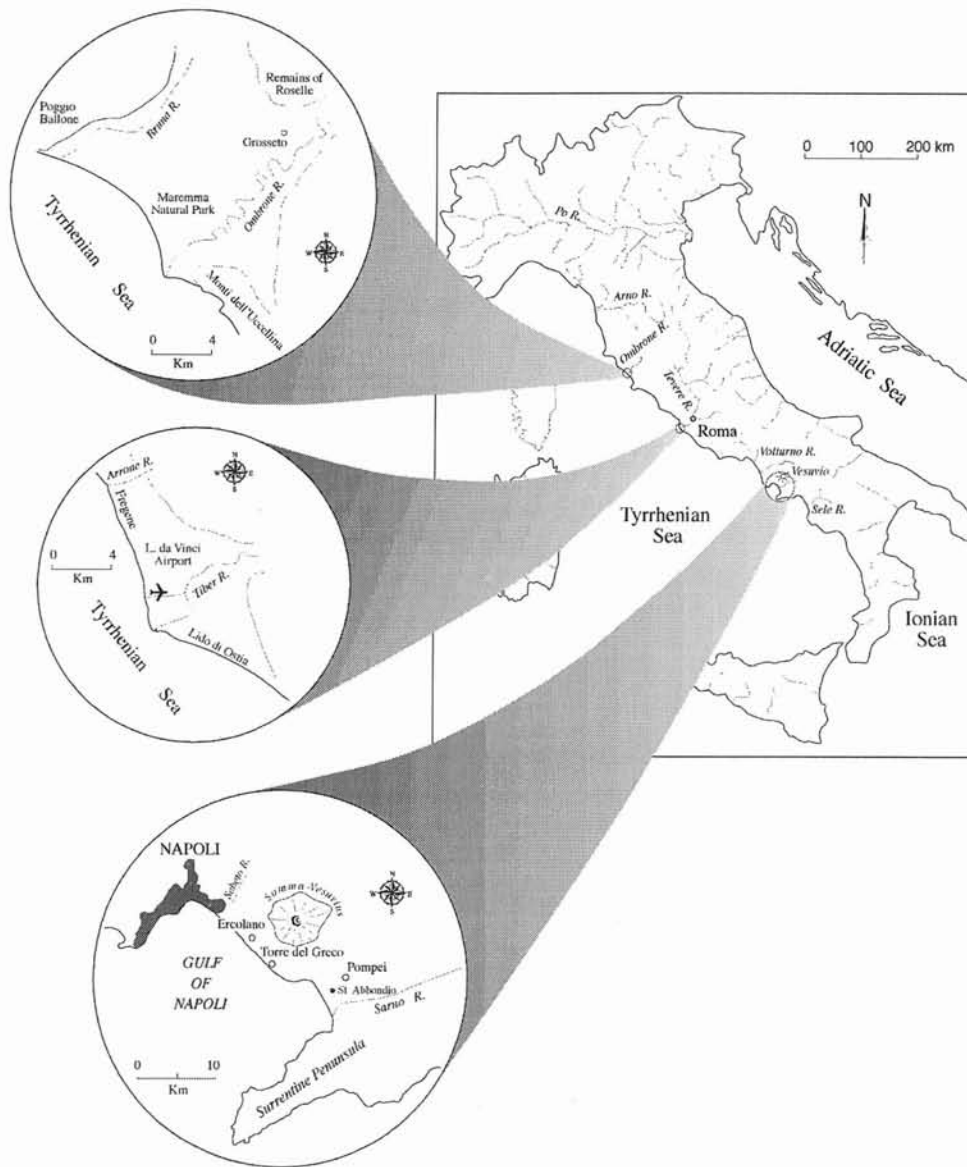 Remains of
Roselle
Poggio
Ballone
Bruna R.
Grosseto
Maremma
Natural Park
Ombrone R.
N
W
E
S
Tyrrhenian
Sea
Monti dell'Uccellina
0
4
Km
0
100
200 km
N
Po R.
Arno R.
Ombrone R.
Tevere R.
Adriatic Sea
Roma
Volturno R.
Vesuvio
Sele R.
Tyrrhenian
Sea
Ionian
Sea
Arrone R.
N
W
E
S
Fregene
0
4
Km
L. da Vinci
Airport
Tiber R.
Tyrrhenian
Sea
Lido di Ostia
NAPOLI
Sebeto R.
Somma-Vesuvius
N
W
E
S
Ercolano
Torre del Greco
GULF
OF
NAPOLI
Pompei
St Abbondio
Sarno R.
0
10
Km
Surrentine Penunsula